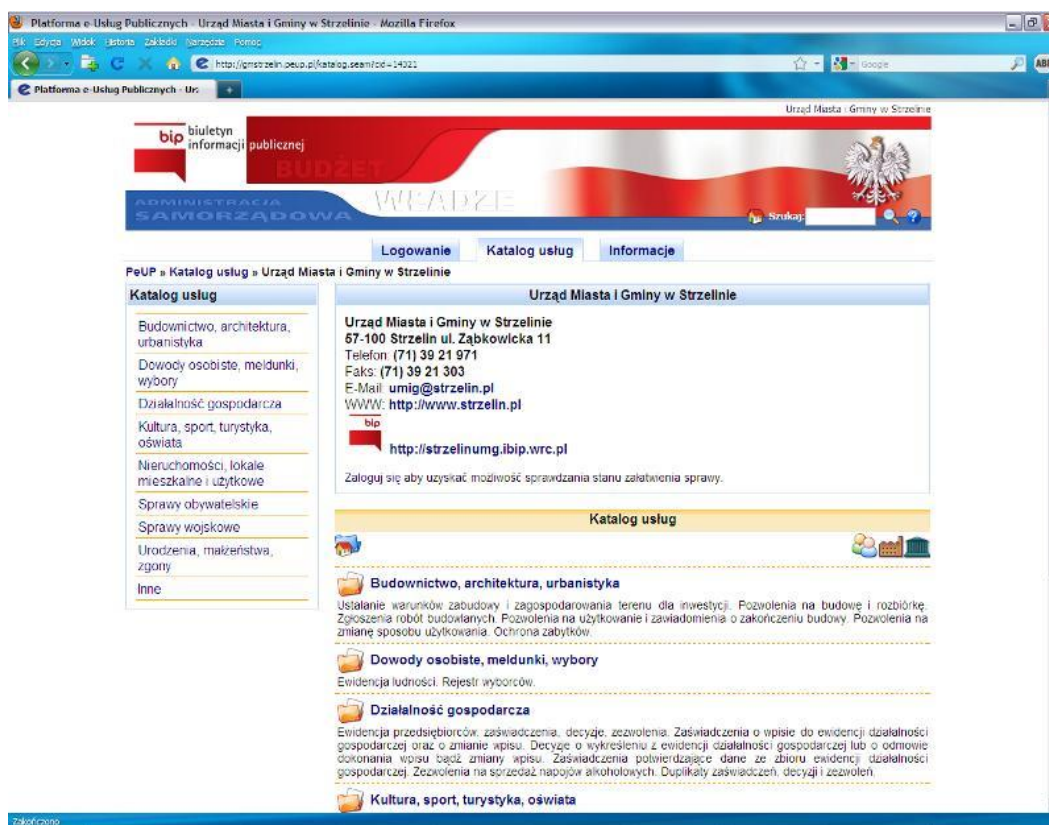 Platforma e-Usług Publicznych - Urząd Miasta i Gminy w Strzelinie - Mozilla Firefox
Plik Edycja Widok Historia Zakładki Narzędzia Pomoc
http://gmstrzelin.peup.pl/katalog.seam?cid=14021
Google
ABP
Platforma e-Usług Publicznych - Urz
Urząd Miasta i Gminy w Strzelinie
bip biuletyn
informacji publicznej
BUDŻET
WŁADZE
ADMINISTRACJA
SAMORZĄDOWA
Szukaj:
Logowanie Katalog usług Informacje
PeUP » Katalog usług » Urząd Miasta i Gminy w Strzelinie
Katalog usług
Budownictwo, architektura,
urbanistyka
Dowody osobiste, meldunki,
wybory
Działalność gospodarcza
Kultura, sport, turystyka,
oświata
Nieruchomości, lokale
mieszkalne i użytkowe
Sprawy obywatelskie
Sprawy wojskowe
Urodzenia, małżeństwa,
zgony
Inne
Urząd Miasta i Gminy w Strzelinie
Urząd Miasta i Gminy w Strzelinie
57-100 Strzelin ul. Ząbkowicka 11
Telefon: (71) 39 21 971
Faks: (71) 39 21 303
E-Mail: umig@strzelin.pl
WWW: http://www.strzelin.pl
bip
http://strzelinumg.ibip.wrc.pl
Zaloguj się aby uzyskać możliwość sprawdzania stanu załatwienia sprawy.
Katalog usług
Budownictwo, architektura, urbanistyka
Ustalanie warunków zabudowy i zagospodarowania terenu dla inwestycji. Pozwolenia na budowę i rozbiórkę.
Zgłoszenia robót budowlanych. Pozwolenia na użytkowanie i zawiadomienia o zakończeniu budowy. Pozwolenia na
zmianę sposobu użytkowania. Ochrona zabytków.
Dowody osobiste, meldunki, wybory
Ewidencja ludności. Rejestr wyborców.
Działalność gospodarcza
Ewidencja przedsiębiorców: zaświadczenia, decyzje, zezwolenia. Zaświadczenia o wpisie do ewidencji działalności
gospodarczej oraz o zmianie wpisu. Decyzje o wykreśleniu z ewidencji działalności gospodarczej lub o odmowie
dokonania wpisu bądź zmiany wpisu. Zaświadczenia potwierdzające dane ze zbioru ewidencji działalności
gospodarczej. Zezwolenia na sprzedaż napojów alkoholowych. Duplikaty zaświadczeń, decyzji i zezwoleń.
Kultura, sport, turystyka, oświata
Zakończono